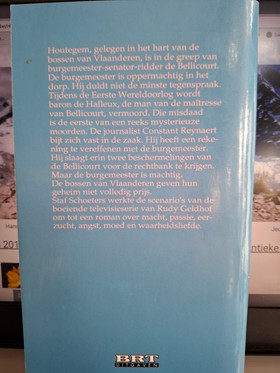 Houtegem, gelegen in het hart van de
bossen van Vlaanderen, is in de greep van
burgemeester-senator-ridder de Bellicourt.
De burgemeester is oppermachtig in het
dorp. Hij duldt niet de minste tegenspraak.
Tijdens de Eerste Wereldoorlog wordt
baron de Halleux, de man van de maîtresse
van Bellicourt, vermoord. Die misdaad
is de eerste van een reeks mysterieuze
moorden. De journalist Constant Reynaert
bijt zich vast in de zaak. Hij heeft een reke-
ning te vereffenen met de burgemeester.
Hij slaagt erin twee beschermelingen van
de Bellicourt voor de rechtbank te krijgen.
Maar de burgemeester is machtig.
De bossen van Vlaanderen geven hun
geheim niet volledig prijs.
Staf Schoeters werkte de scenario's van de
boeiende televisieserie van Rudy Geldhof
om tot een roman over macht, passie, eer-
zucht, angst, moed en waarheidsliefde.
BRT
UITGAVEN